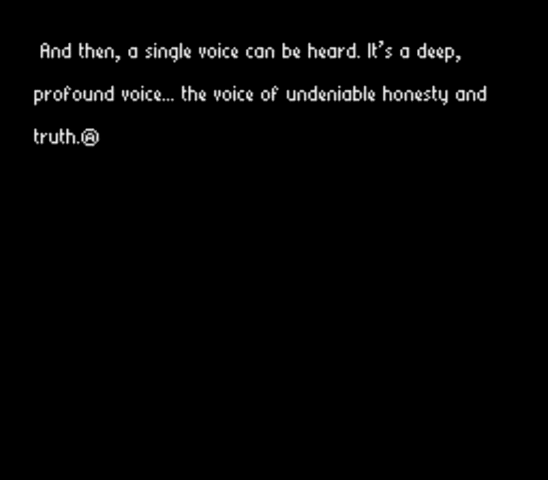 And then, a single voice can be heard. It's a deep,
profound voice... the voice of undeniable honesty and
truth.Ⓐ